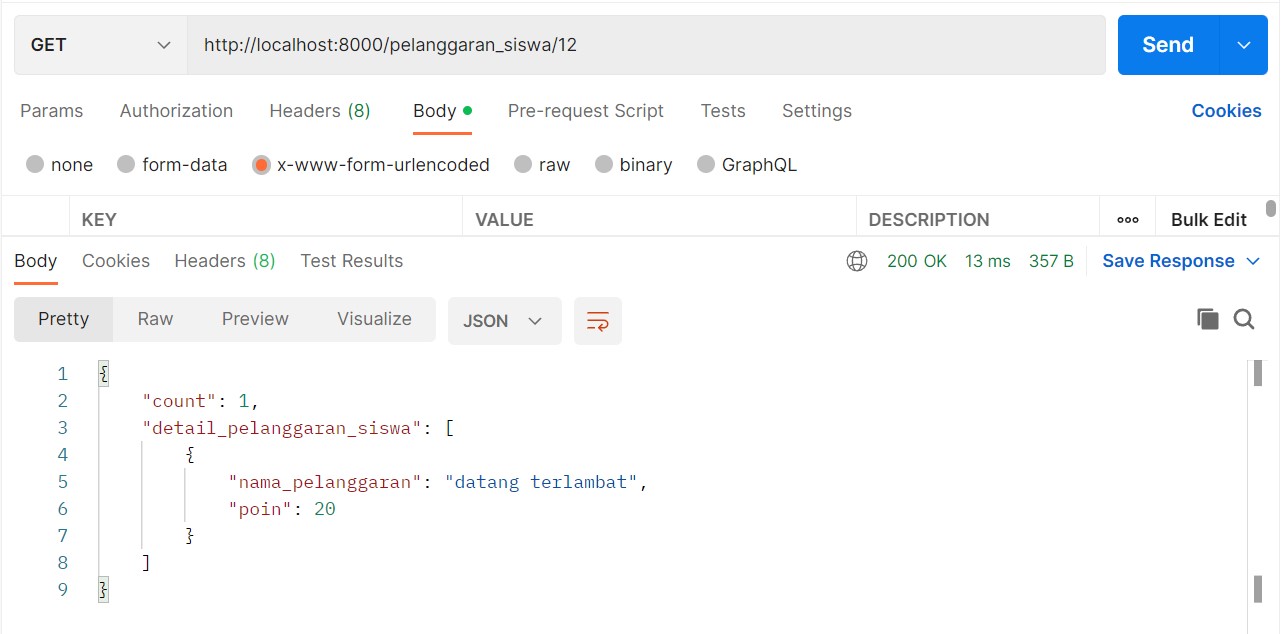 GET http://localhost:8000/pelanggaran_siswa/12 Send
Params Authorization Headers (8) Body Pre-request Script Tests Settings Cookies
none form-data x-www-form-urlencoded raw binary GraphQL
KEY VALUE DESCRIPTION ooo Bulk Edit
Body Cookies Headers (8) Test Results 200 OK 13 ms 357 B Save Response
Pretty Raw Preview Visualize JSON
1 {
2 "count": 1,
3 "detail_pelanggaran_siswa": [
4 {
5 "nama_pelanggaran": "datang terlambat",
6 "poin": 20
7 }
8 ]
9 }